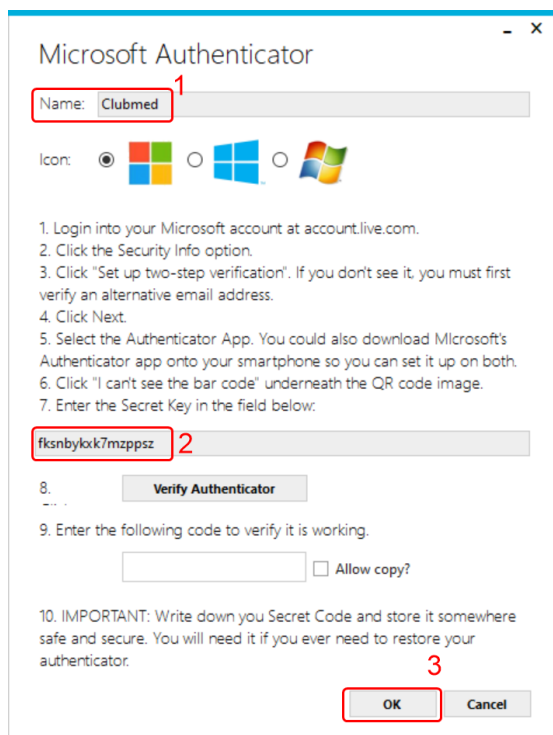 Microsoft Authenticator
1
Name: Clubmed
Icon:
1. Login into your Microsoft account at account.live.com.
2. Click the Security Info option.
3. Click "Set up two-step verification". If you don't see it, you must first
verify an alternative email address.
4. Click Next.
5. Select the Authenticator App. You could also download MIcrosoft's
Authenticator app onto your smartphone so you can set it up on both.
6. Click "I can't see the bar code" underneath the QR code image.
7. Enter the Secret Key in the field below:
fksnbykxk7mzppsz 2
8. Verify Authenticator
9. Enter the following code to verify it is working.
Allow copy?
10. IMPORTANT: Write down you Secret Code and store it somewhere
safe and secure. You will need it if you ever need to restore your
authenticator.
3
OK Cancel